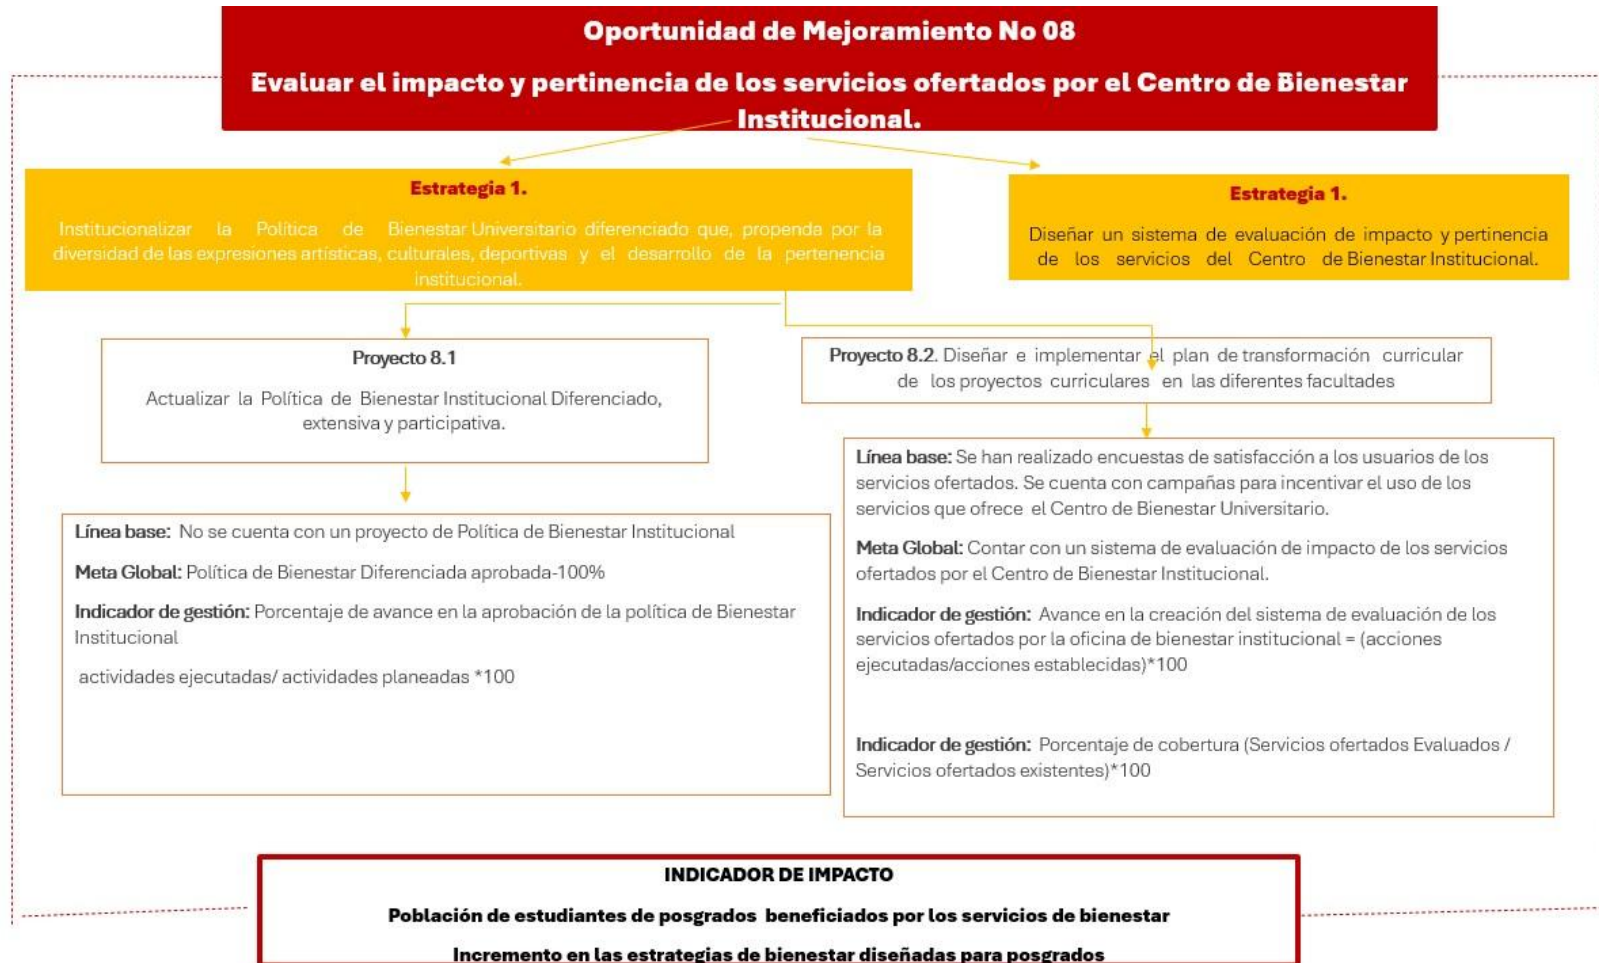 Oportunidad de Mejoramiento No 08
Evaluar el impacto y pertinencia de los servicios ofertados por el Centro de Bienestar
Institucional.
Estrategia 1.
Institucionalizar la Política de Bienestar Universitario diferenciado que, propenda por la
diversidad de las expresiones artísticas, culturales, deportivas y el desarrollo de la pertenencia
institucional.
Estrategia 1.
Diseñar un sistema de evaluación de impacto y pertinencia
de los servicios del Centro de Bienestar Institucional.
Proyecto 8.1
Actualizar la Política de Bienestar Institucional Diferenciado,
extensiva y participativa.
Línea base: No se cuenta con un proyecto de Política de Bienestar Institucional
Meta Global: Política de Bienestar Diferenciada aprobada-100%
Indicador de gestión: Porcentaje de avance en la aprobación de la política de Bienestar
Institucional
actividades ejecutadas/ actividades planeadas *100
Proyecto 8.2. Diseñar e implementar el plan de transformación curricular
de los proyectos curriculares en las diferentes facultades
Línea base: Se han realizado encuestas de satisfacción a los usuarios de los
servicios ofertados. Se cuenta con campañas para incentivar el uso de los
servicios que ofrece el Centro de Bienestar Universitario.
Meta Global: Contar con un sistema de evaluación de impacto de los servicios
ofertados por el Centro de Bienestar Institucional.
Indicador de gestión: Avance en la creación del sistema de evaluación de los
servicios ofertados por la oficina de bienestar institucional = (acciones
ejecutadas/acciones establecidas)*100
Indicador de gestión: Porcentaje de cobertura (Servicios ofertados Evaluados /
Servicios ofertados existentes)*100
INDICADOR DE IMPACTO
Población de estudiantes de posgrados beneficiados por los servicios de bienestar
Incremento en las estrategias de bienestar diseñadas para posgrados